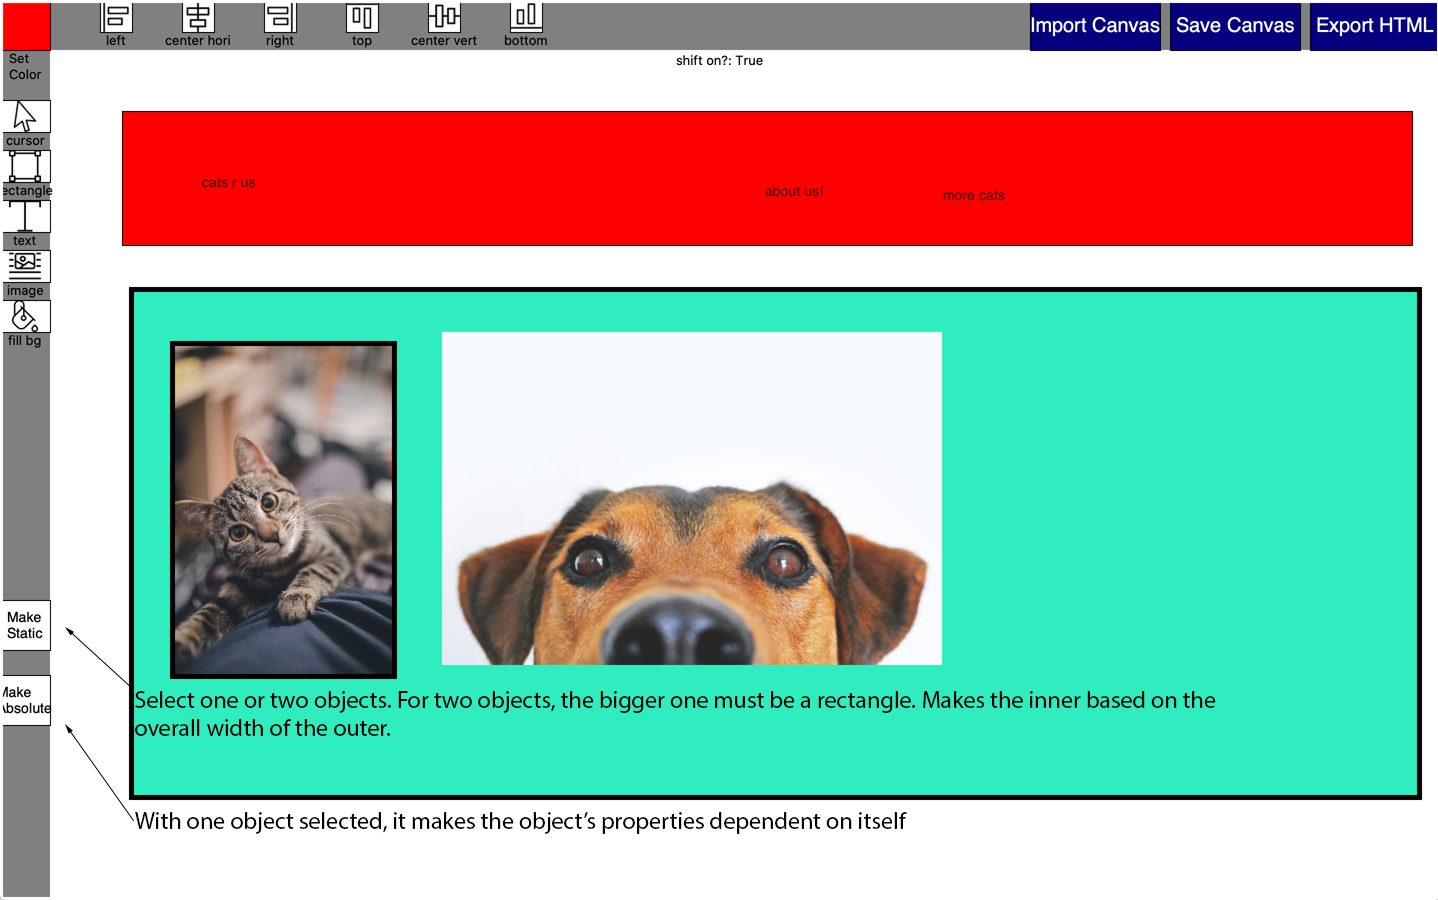 left
center hori
right
top
center vert
bottom
Import Canvas
Save Canvas
Export HTML
Set
Color
shift on?: True
cursor
ectangle
text
image
fill bg
cats r us
about us!
more cats
Make
Static
Make
Absolute
Select one or two objects. For two objects, the bigger one must be a rectangle. Makes the inner based on the
overall width of the outer.
With one object selected, it makes the object’s properties dependent on itself